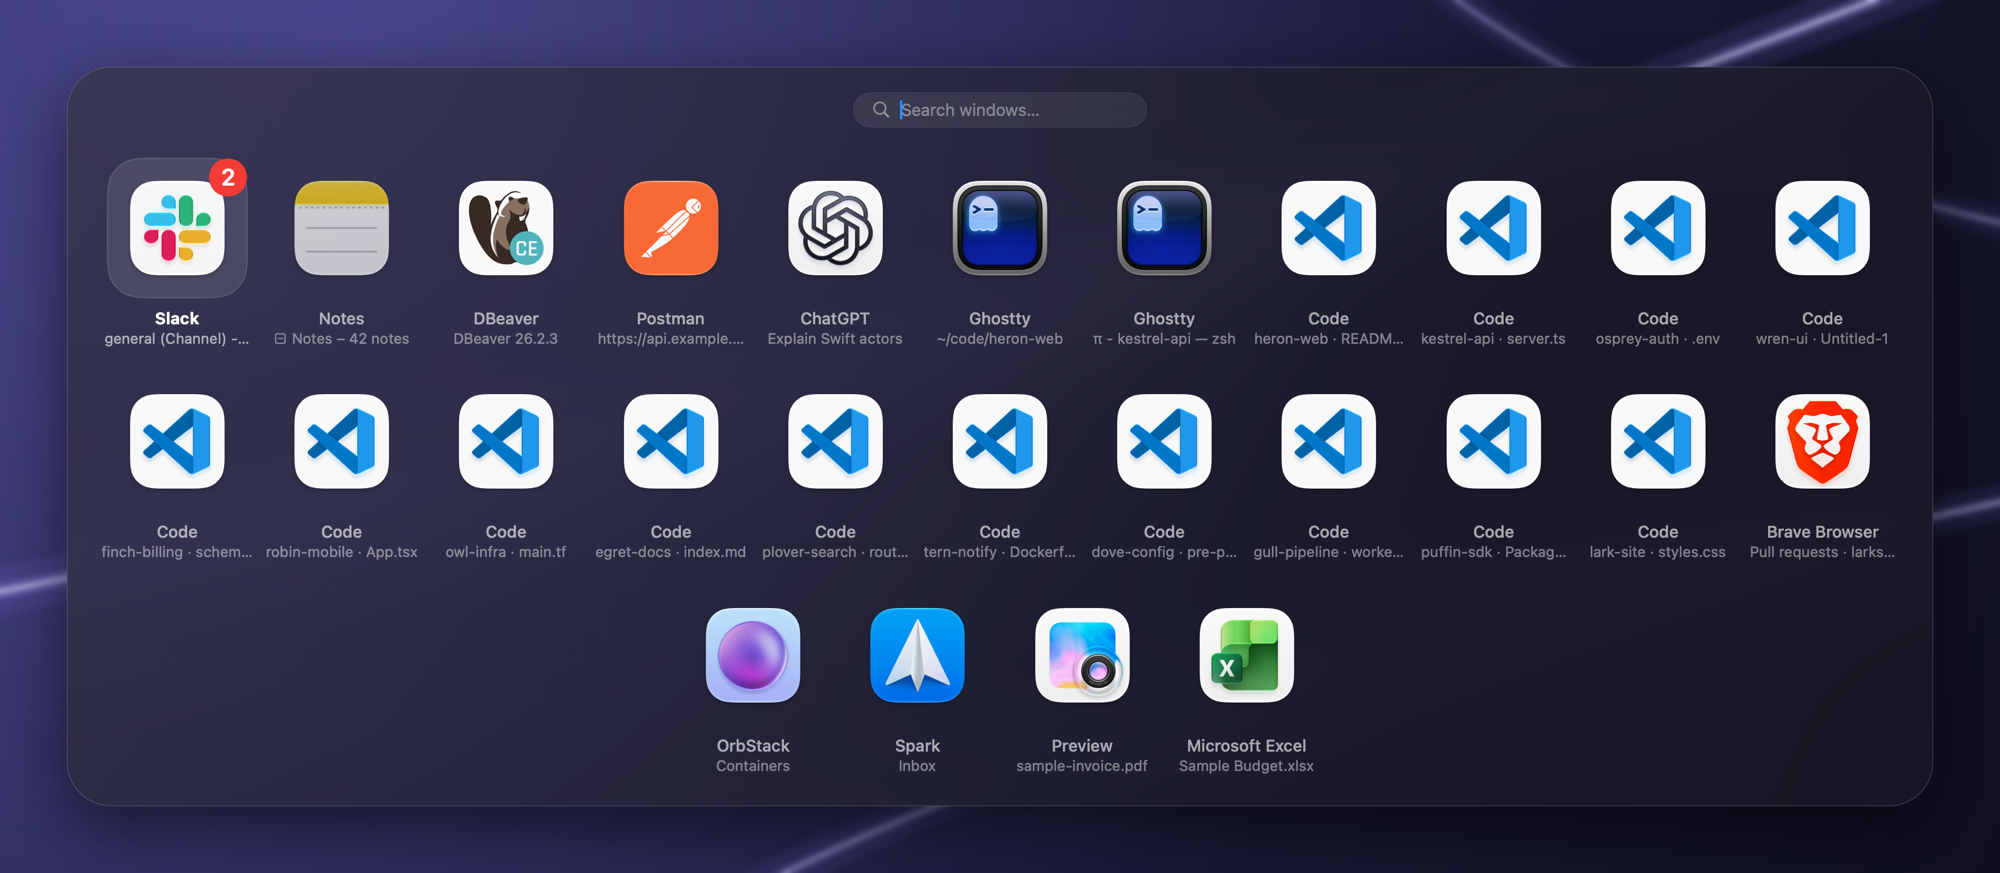 Search windows...
2
CE
Slack
general (Channel) -...
Notes
Notes – 42 notes
DBeaver
DBeaver 26.2.3
Postman
https://api.example....
ChatGPT
Explain Swift actors
>–
Ghostty
~/code/heron-web
>–
Ghostty
π - kestrel-api — zsh
Code
heron-web · READM...
Code
kestrel-api · server.ts
Code
osprey-auth · .env
Code
wren-ui · Untitled-1
Code
finch-billing · schem...
Code
robin-mobile · App.tsx
Code
owl-infra · main.tf
Code
egret-docs · index.md
Code
plover-search · rout...
Code
tern-notify · Dockerf...
Code
dove-config · pre-p...
Code
gull-pipeline · worke...
Code
puffin-sdk · Packag...
Code
lark-site · styles.css
Brave Browser
Pull requests · larks...
OrbStack
Containers
Spark
Inbox
Preview
sample-invoice.pdf
X
Microsoft Excel
Sample Budget.xlsx